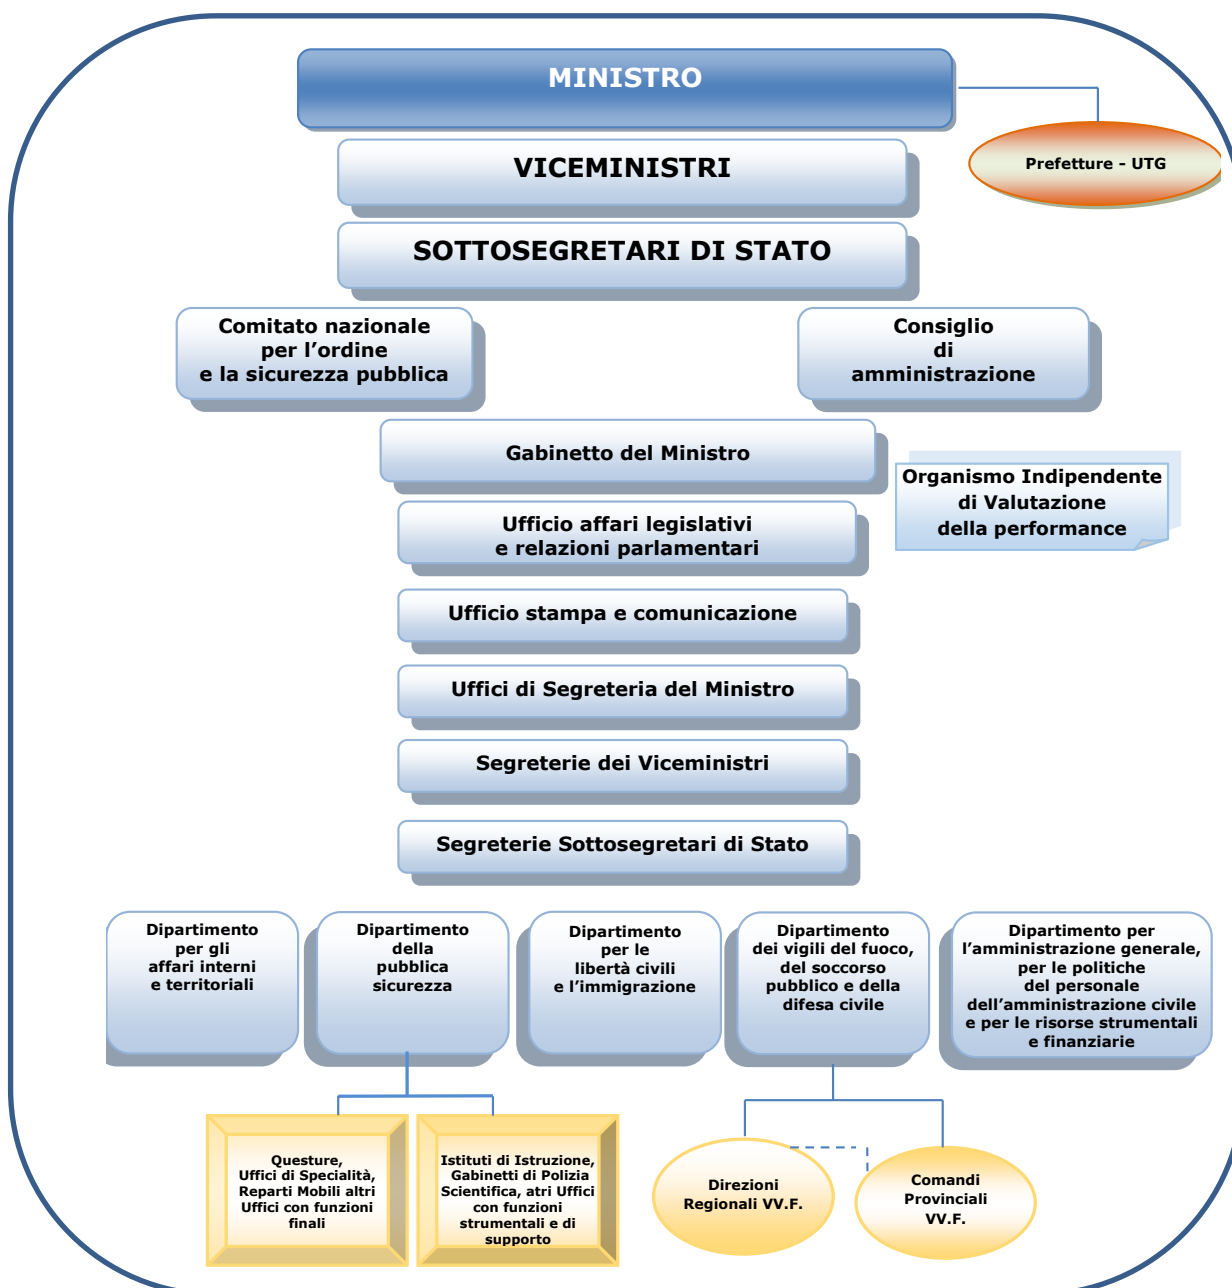 MINISTRO
Prefetture - UTG
VICEMINISTRI
SOTTOSEGRETARI DI STATO
Comitato nazionale
per l’ordine
e la sicurezza pubblica
Consiglio
di
amministrazione
Gabinetto del Ministro
Organismo Indipendente
di Valutazione
della performance
Ufficio affari legislativi
e relazioni parlamentari
Ufficio stampa e comunicazione
Uffici di Segreteria del Ministro
Segreterie dei Viceministri
Segreterie Sottosegretari di Stato
Dipartimento
per gli
affari interni
e territoriali
Dipartimento
della
pubblica
sicurezza
Dipartimento
per le
libertà civili
e l’immigrazione
Dipartimento
dei vigili del fuoco,
del soccorso
pubblico e della
difesa civile
Dipartimento per
l’amministrazione generale,
per le politiche
del personale
dell’amministrazione civile
e per le risorse strumentali
e finanziarie
Questure,
Uffici di Specialità,
Reparti Mobili altri
Uffici con funzioni
finali
Istituti di Istruzione,
Gabinetti di Polizia
Scientifica, atri Uffici
con funzioni
strumentali e di
supporto
Direzioni
Regionali VV.F.
Comandi
Provinciali
VV.F.